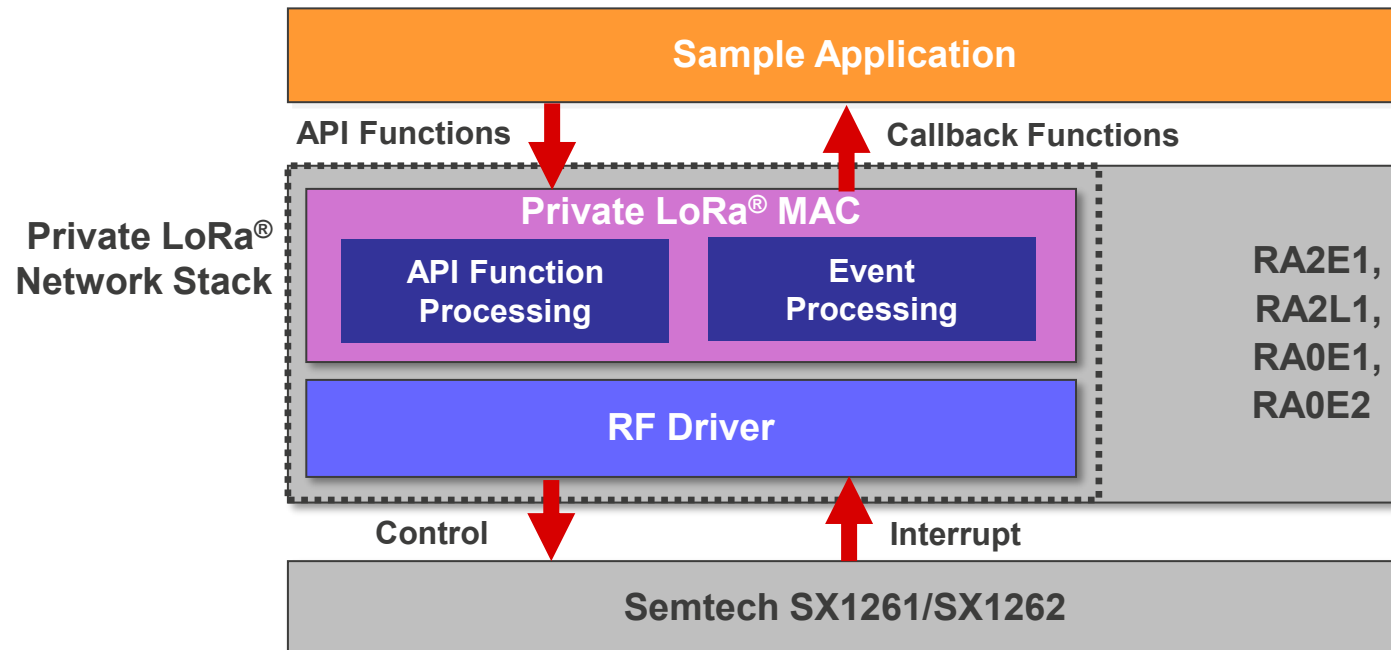 Sample Application
API Functions
Callback Functions
Private LoRa®
Network Stack
Private LoRa® MAC
API Function
Processing
Event
Processing
RA2E1,
RA2L1,
RA0E1,
RA0E2
RF Driver
Control
Interrupt
Semtech SX1261/SX1262